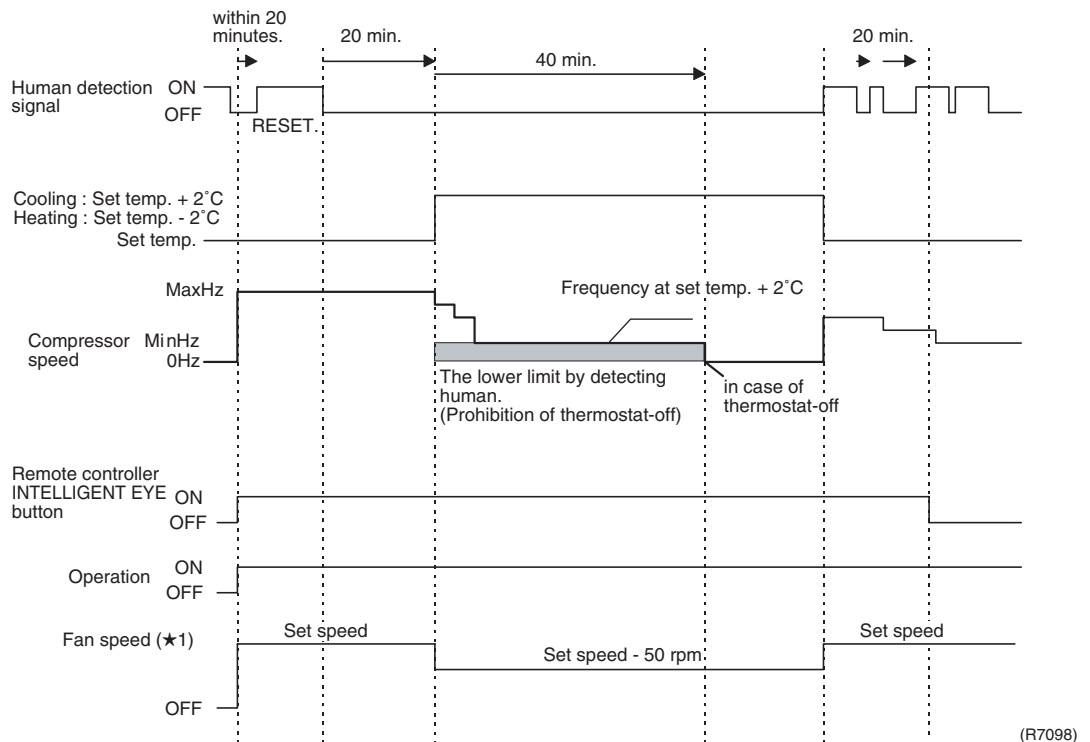 within 20
minutes.
20 min.
40 min.
20 min.
Human detection
signal
ON
OFF
RESET.
Cooling : Set temp. + 2˚C
Heating : Set temp. - 2˚C
Set temp.
MaxHz
Frequency at set temp. + 2˚C
Compressor
speed
MinHz
0Hz
The lower limit by detecting
human.
(Prohibition of thermostat-off)
in case of
thermostat-off
Remote controller
INTELLIGENT EYE
button
ON
OFF
Operation
ON
OFF
Fan speed (★1)
Set speed
Set speed - 50 rpm
Set speed
OFF
(R7098)